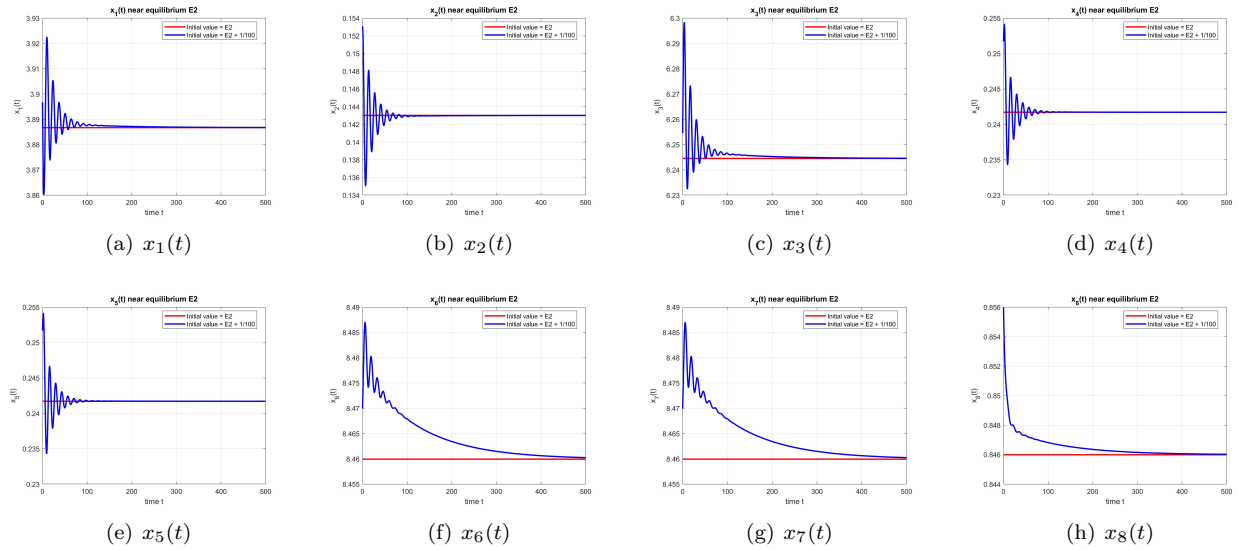 x1(t) near equilibrium E2
Initial value = E2
Initial value = E2 + 1/100
x1(t)
3.93
3.92
3.91
3.9
3.89
3.88
3.87
3.86
0 100 200 300 400 500
time t
(a) x1(t)
x2(t) near equilibrium E2
Initial value = E2
Initial value = E2 + 1/100
x2(t)
0.154
0.152
0.15
0.148
0.146
0.144
0.142
0.14
0.138
0.136
0.134
0 100 200 300 400 500
time t
(b) x2(t)
x3(t) near equilibrium E2
Initial value = E2
Initial value = E2 + 1/100
x3(t)
6.3
6.29
6.28
6.27
6.26
6.25
6.24
6.23
0 100 200 300 400 500
time t
(c) x3(t)
x4(t) near equilibrium E2
Initial value = E2
Initial value = E2 + 1/100
x4(t)
0.255
0.25
0.245
0.24
0.235
0.23
0 100 200 300 400 500
time t
(d) x4(t)
x5(t) near equilibrium E2
Initial value = E2
Initial value = E2 + 1/100
x5(t)
0.255
0.25
0.245
0.24
0.235
0.23
0 100 200 300 400 500
time t
(e) x5(t)
x6(t) near equilibrium E2
Initial value = E2
Initial value = E2 + 1/100
x6(t)
8.49
8.485
8.48
8.475
8.47
8.465
8.46
8.455
0 100 200 300 400 500
time t
(f) x6(t)
x7(t) near equilibrium E2
Initial value = E2
Initial value = E2 + 1/100
x7(t)
8.49
8.485
8.48
8.475
8.47
8.465
8.46
8.455
0 100 200 300 400 500
time t
(g) x7(t)
x8(t) near equilibrium E2
Initial value = E2
Initial value = E2 + 1/100
x8(t)
0.856
0.854
0.852
0.85
0.848
0.846
0.844
0 100 200 300 400 500
time t
(h) x8(t)